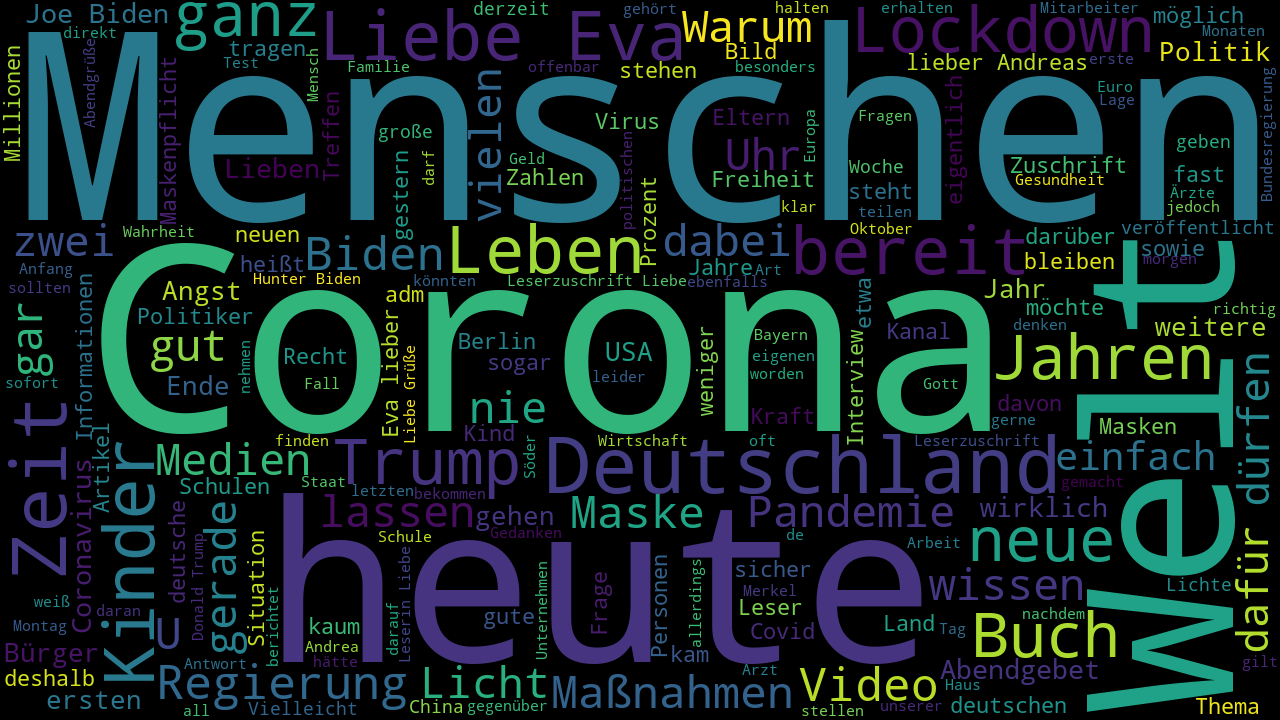 Joe Biden
direkt
ganz
derzeit
gehört
halten
erhalten
Mitarbeiter
möglich
Monaten
Liebe Eva
Warum
Lockdown
Politik
tragen
Test
Familie
offenbar
stehen
Bild
besonders
lieber Andreas
erste
Euro
Lage
Millionen
Abendgrüße
Maskenpflicht
Mensch
Treffen
Menschen
große
vielen
Virus
politischen
Eltern
Uhr
Europa
Fragen
eigentlich
geben
Bundesregierung
Lieben
gestern
darf
Geld
Zahlen
Freiheit
Woche
Zuschrift
Gesundheit
fast
Ärzte
jedoch
steht
teilen
klar
Oktober
Prozent
zwei
Wahrheit
neuen
Biden
Leben
dabei
bereit
darüber
veröffentlicht
sowie
morgen
bleiben
Anfang
sollten
heißt
Hunter Biden
könnten
Leserzuschrift Liebe
Jahre
Art
ebenfalls
Jahr
möchte
richtig
Informationen
Angst
Politiker
adm
Corona
etwa
Kanal
denken
weitere
gar
gut
Recht
Berlin
sogar
USA
leider
weniger
Bayern
eigenen
worden
Interview
Welt
sofort
Ende
nehmen
Fall
Eva lieber
Liebe Grüße
Gott
Jahren
nie
Kraft
davon
gerne
Masken
dürfen
Zeit
Artikel
Kinder
Medien
finden
Kind
Söder
Wirtschaft
oft
Leserzuschrift
einfach
Trump
Deutschland
Staat
letzten
bekommen
gemacht
Schulen
Coronavirus
deutsche
Donald Trump
gerade
Situation
berichtet
lassen
gehen
Maske
Pandemie
wirklich
Schule
Gedanken
de
Arbeit
neue
dafür
heute
weiß
daran
Montag
U
kaum
Andrea
hätte
darauf
Leserin Liebe
gute
Unternehmen
Frage
Personen
allerdings
sicher
Merkel
Leser
Covid
wissen
Lichte
Land
Tag
nachdem
Buch
Bürger
deshalb
ersten
Antwort
all
Regierung
Vielleicht
Licht
China
gegenüber
kam
Maßnahmen
Arzt
Video
stellen
Abendgebet
Haus
unserer
deutschen
gilt
Thema